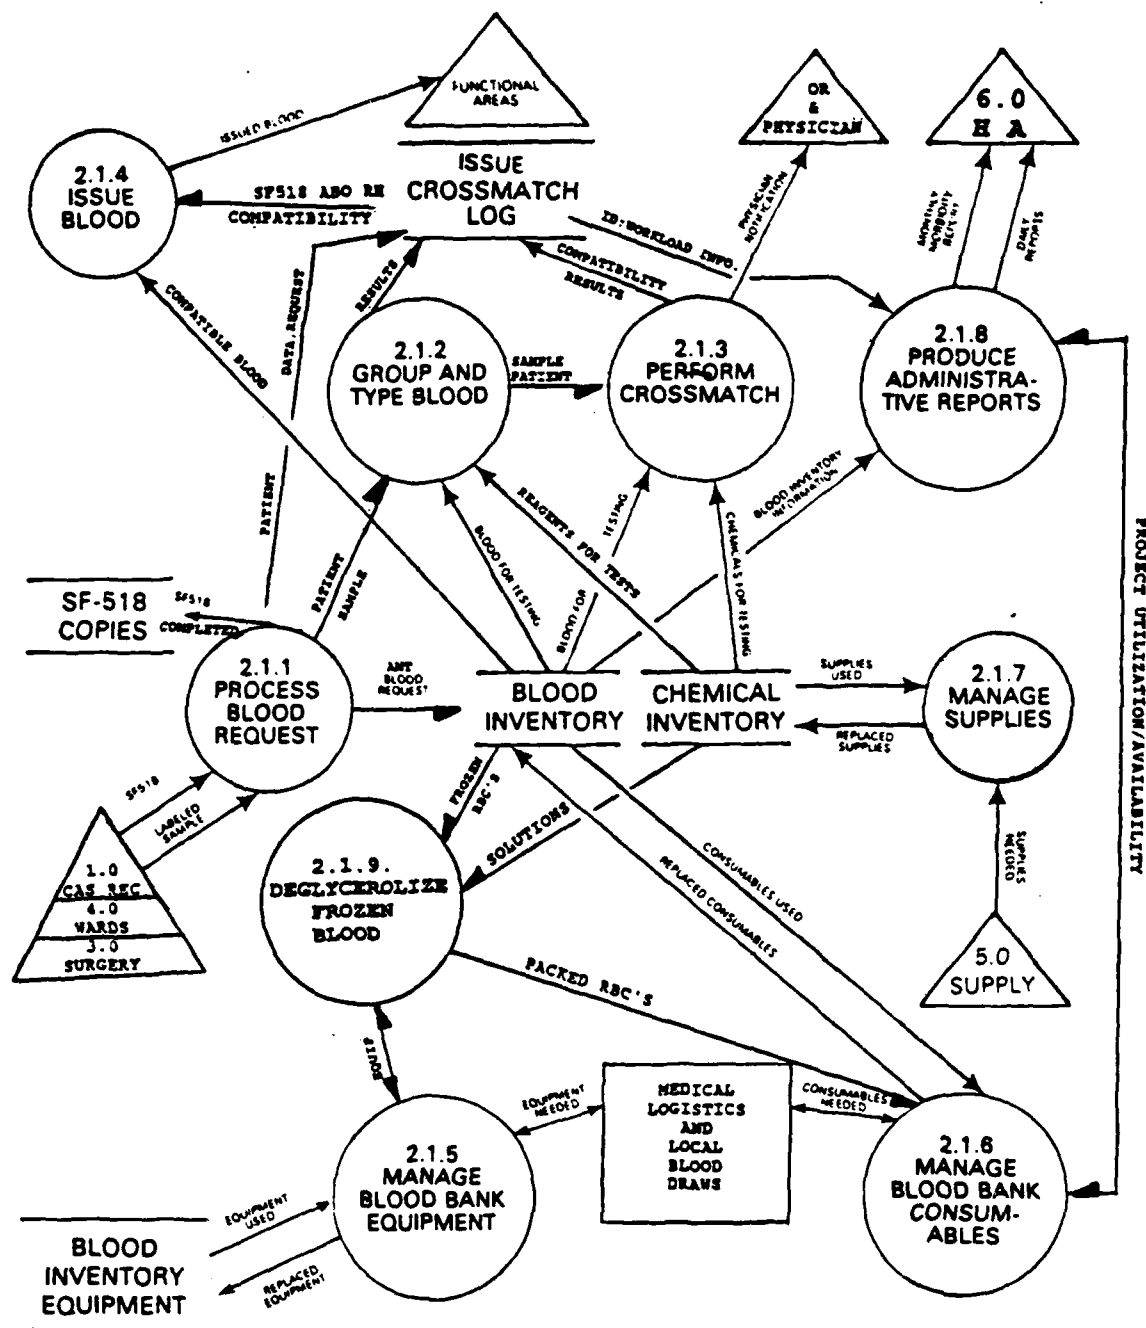 FUNCTIONAL
AREAS
OR
&
PHYSICIAN
6.0
H A
ISSUED BLOOD
2.1.4
ISSUE
BLOOD
SF518 ABO RH
COMPATIBILITY
ISSUE
CROSSMATCH
LOG
ID:WORKLOAD INFO.
PHYSICIAN
NOTIFICATION
MONTHLY
MORBIDITY
REPORT
DAILY
REPORTS
COMPATIBILITY
RESULTS
RESULTS
DATA,REQUEST
PATIENT
COMPATIBLE BLOOD
2.1.2
GROUP AND
TYPE BLOOD
SAMPLE
PATIENT
2.1.3
PERFORM
CROSSMATCH
2.1.8
PRODUCE
ADMINISTRA-
TIVE REPORTS
PATIENT
SAMPLE
BLOOD FOR TESTING
REAGENTS FOR TESTS
BLOOD FOR
TESTING
CHEMICALS FOR TESTING
BLOOD INVENTORY
INFORMATION
PROJECT UTILIZATION/AVAILABILITY
SF-518
COPIES
SF518
COMPLETED
2.1.1
PROCESS
BLOOD
REQUEST
AMT
BLOOD
REQUEST
BLOOD
INVENTORY
CHEMICAL
INVENTORY
SUPPLIES
USED
REPLACED
SUPPLIES
2.1.7
MANAGE
SUPPLIES
SF518
LABELED
SAMPLE
1.0
CAS REC
4.0
WARDS
3.0
SURGERY
FROZEN
RBC'S
SOLUTIONS
2.1.9.
DEGLYCEROLIZE
FROZEN
BLOOD
CONSUMABLES USED
REPLACED CONSUMABLES
SUPPLIES
NEEDED
5.0
SUPPLY
PACKED RBC'S
EQUIP
EQUIPMENT
NEEDED
MEDICAL
LOGISTICS
AND
LOCAL
BLOOD
DRAWS
CONSUMABLES
NEEDED
2.1.5
MANAGE
BLOOD BANK
EQUIPMENT
2.1.6
MANAGE
BLOOD BANK
CONSUM-
ABLES
EQUIPMENT
USED
REPLACED
EQUIPMENT
BLOOD
INVENTORY
EQUIPMENT